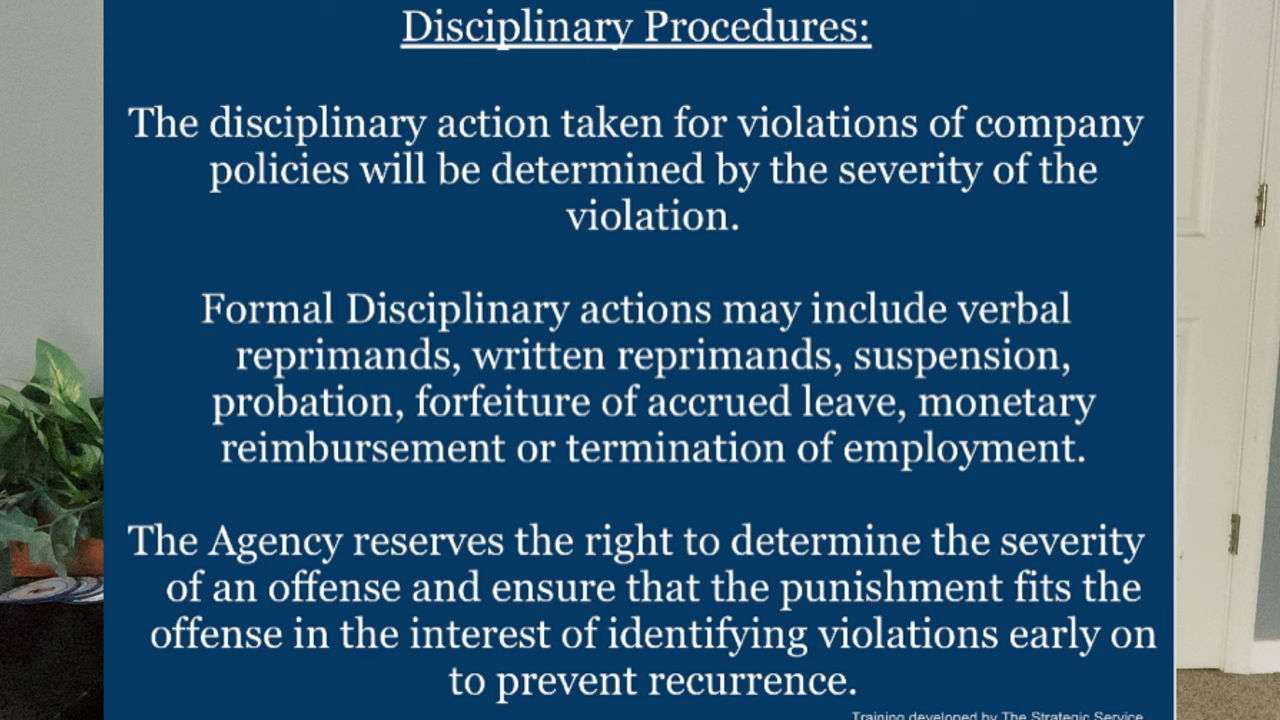 Disciplinary Procedures:
The disciplinary action taken for violations of company
policies will be determined by the severity of the
violation.
Formal Disciplinary actions may include verbal
reprimands, written reprimands, suspension,
probation, forfeiture of accrued leave, monetary
reimbursement or termination of employment.
The Agency reserves the right to determine the severity
of an offense and ensure that the punishment fits the
offense in the interest of identifying violations early on
to prevent recurrence.
Training developed by The Strategic Service